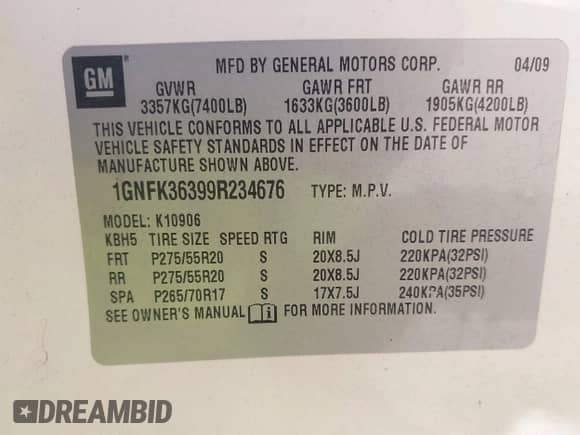 GM ®
MFD BY GENERAL MOTORS CORP. 04/09
GVWR GAWR FRT GAWR RR
3357KG(7400LB) 1633KG(3600LB) 1905KG(4200LB)
THIS VEHICLE CONFORMS TO ALL APPLICABLE U.S. FEDERAL MOTOR
VEHICLE SAFETY STANDARDS IN EFFECT ON THE DATE OF
MANUFACTURE SHOWN ABOVE.
1GNFK36399R234676 TYPE: M.P.V.
MODEL: K10906
KBH5 TIRE SIZE SPEED RTG RIM COLD TIRE PRESSURE
FRT P275/55R20 S 20X8.5J 220KPA(32PSI)
RR P275/55R20 S 20X8.5J 220KPA(32PSI)
SPA P265/70R17 S 17X7.5J 240KPA(35PSI)
SEE OWNER'S MANUAL i FOR MORE INFORMATION.
DREAMBID